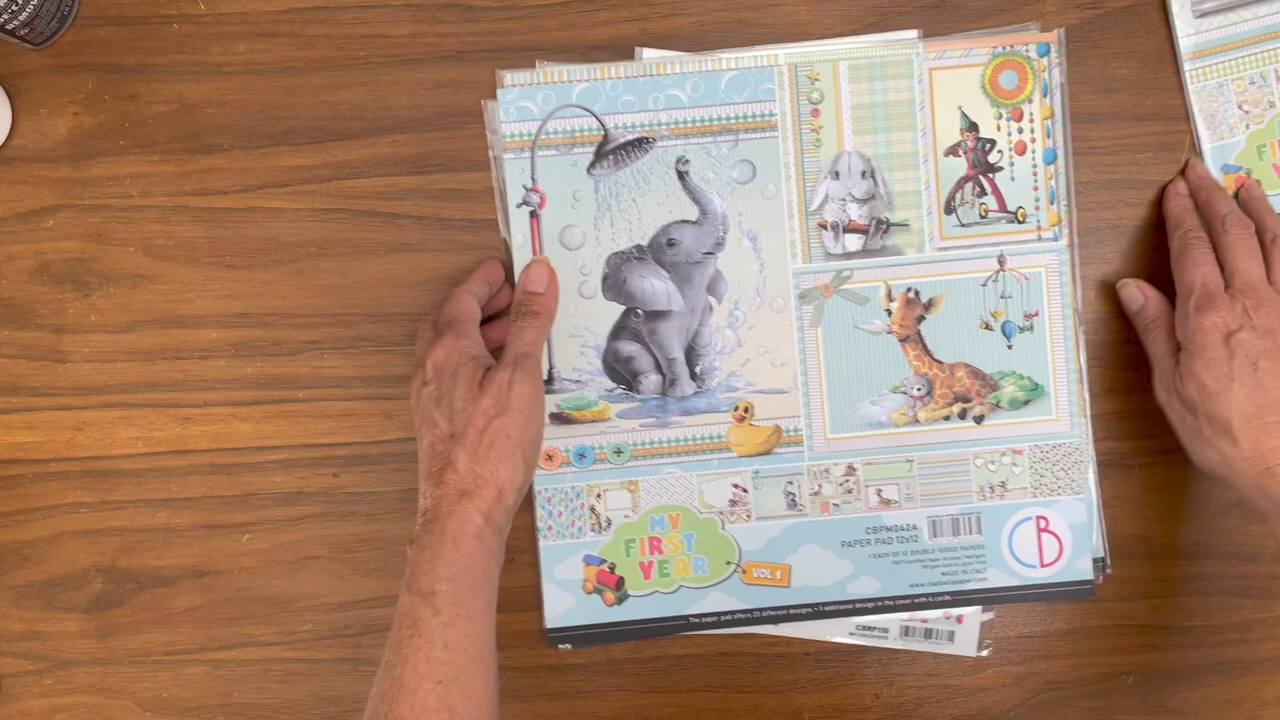 MY
FIRST
YEAR
VOL 1
CBPM042A
PAPER PAD 12x12
1 EACH OF 12 DOUBLE-SIDED PAPERS
MADE IN ITALY
www.ciaobellapaper.com
CB
The paper pad offers 22 different designs • 1 additional design in the cover with 4 cards
CBRP150